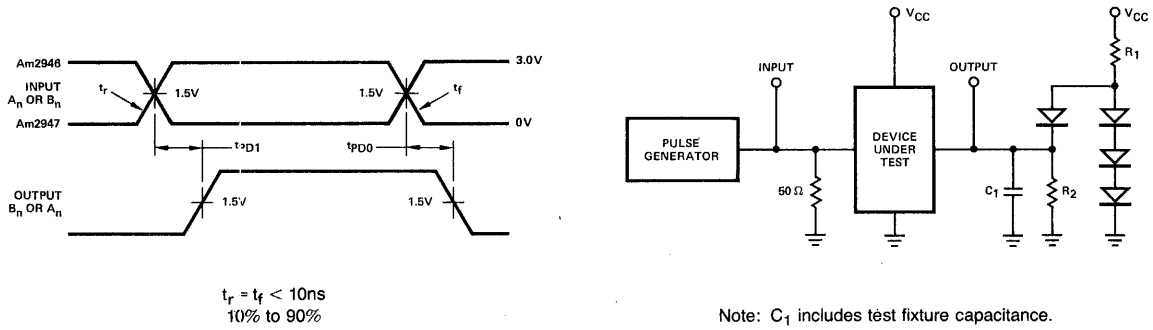 Am2946
INPUT
An OR Bn
Am2947
tr
1.5V
1.5V
tf
3.0V
0V
tPD1
tPD0
OUTPUT
Bn OR An
1.5V
1.5V
tr = tf < 10ns
10% to 90%
VCC
VCC
R1
INPUT
OUTPUT
PULSE
GENERATOR
DEVICE
UNDER
TEST
50 Ω
C1
R2
Note: C1 includes test fixture capacitance.